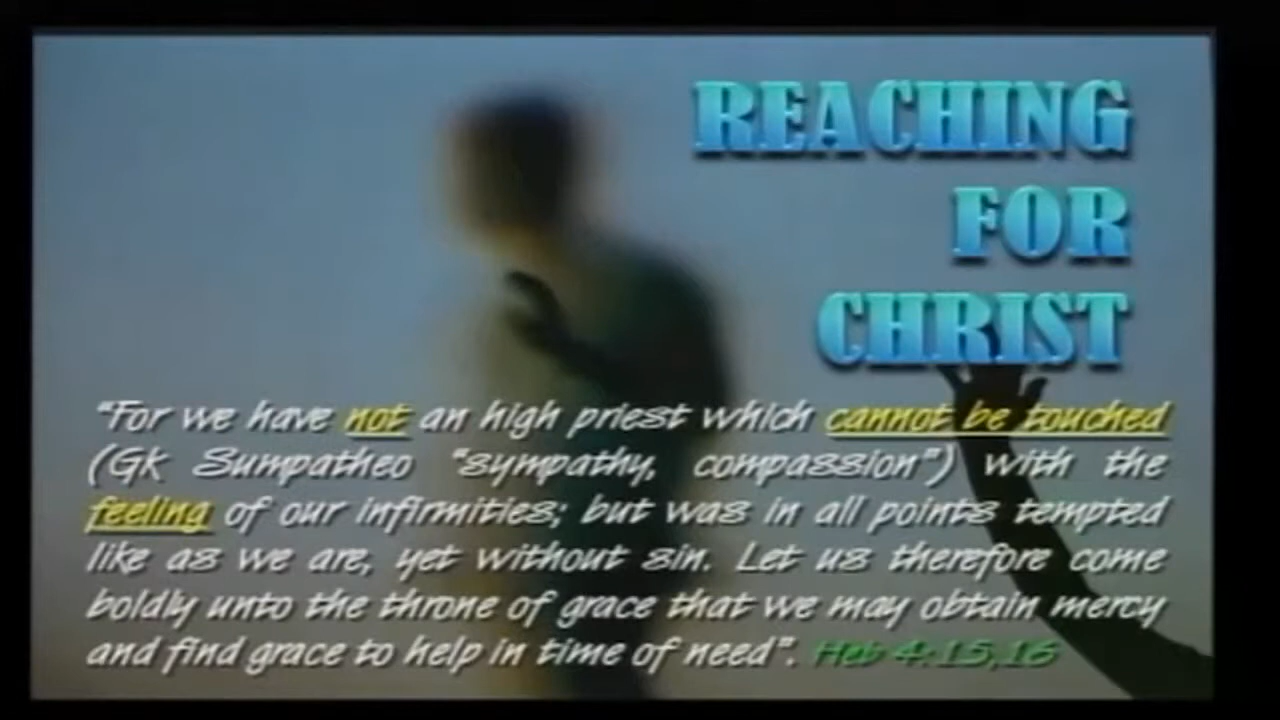 REACHING
FOR
CHRIST
"For we have not an high priest which cannot be touched
(Gk Sumpatheo "sympathy, compassion") with the
feeling of our infirmities; but was in all points tempted
like as we are, yet without sin. Let us therefore come
boldly unto the throne of grace that we may obtain mercy
and find grace to help in time of need". Heb 4:15,16